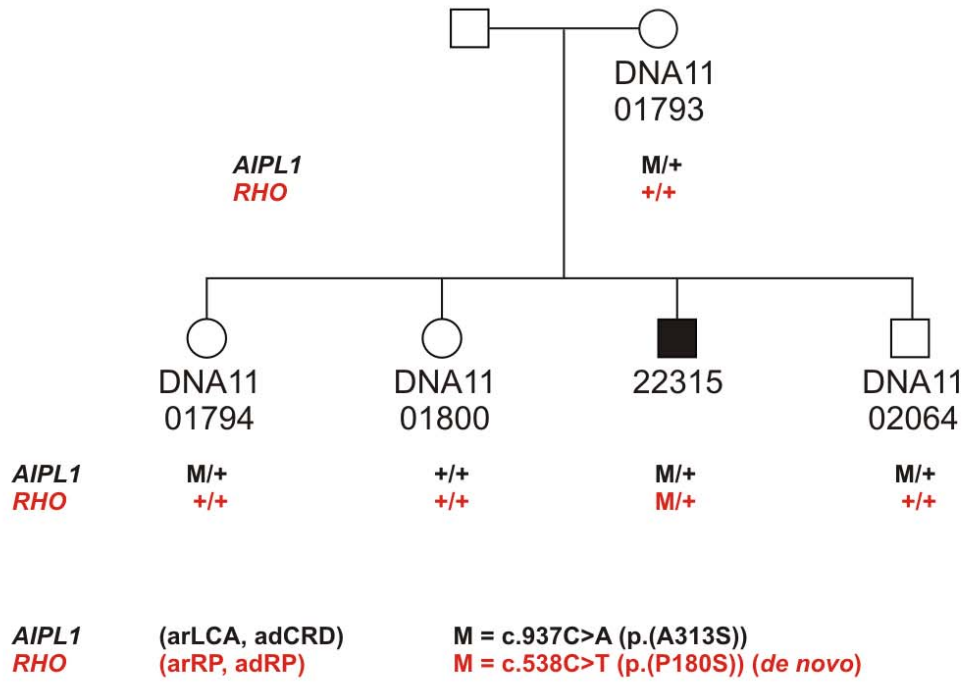 DNA11
01793
AIPL1 M/+
RHO +/+
DNA11 DNA11 22315 DNA11
01794 01800 02064
AIPL1 M/+ +/+ M/+ M/+
RHO +/+ +/+ M/+ +/+
AIPL1 (arLCA, adCRD) M = c.937C>A (p.(A313S))
RHO (arRP, adRP) M = c.538C>T (p.(P180S)) (de novo)